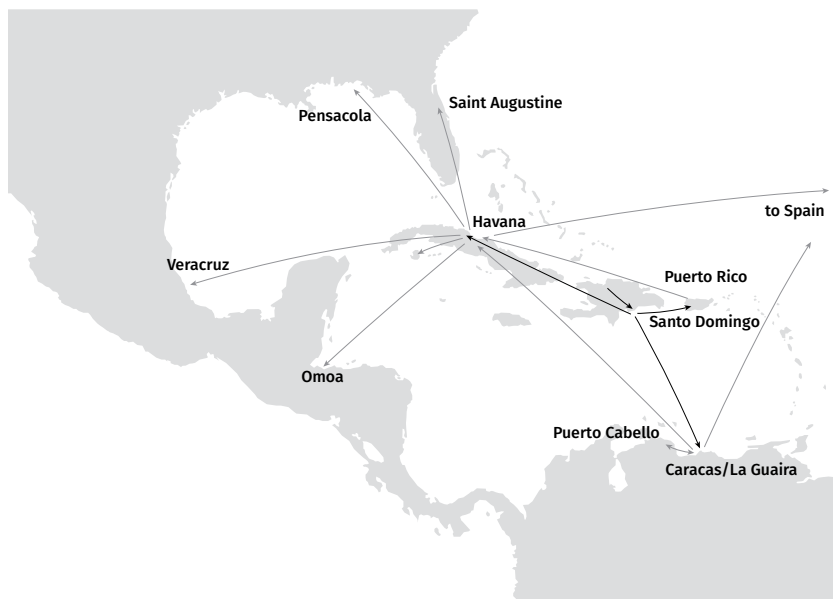 Saint Augustine
Pensacola
to Spain
Havana
Veracruz
Puerto Rico
Santo Domingo
Omoa
Puerto Cabello
Caracas/La Guaira